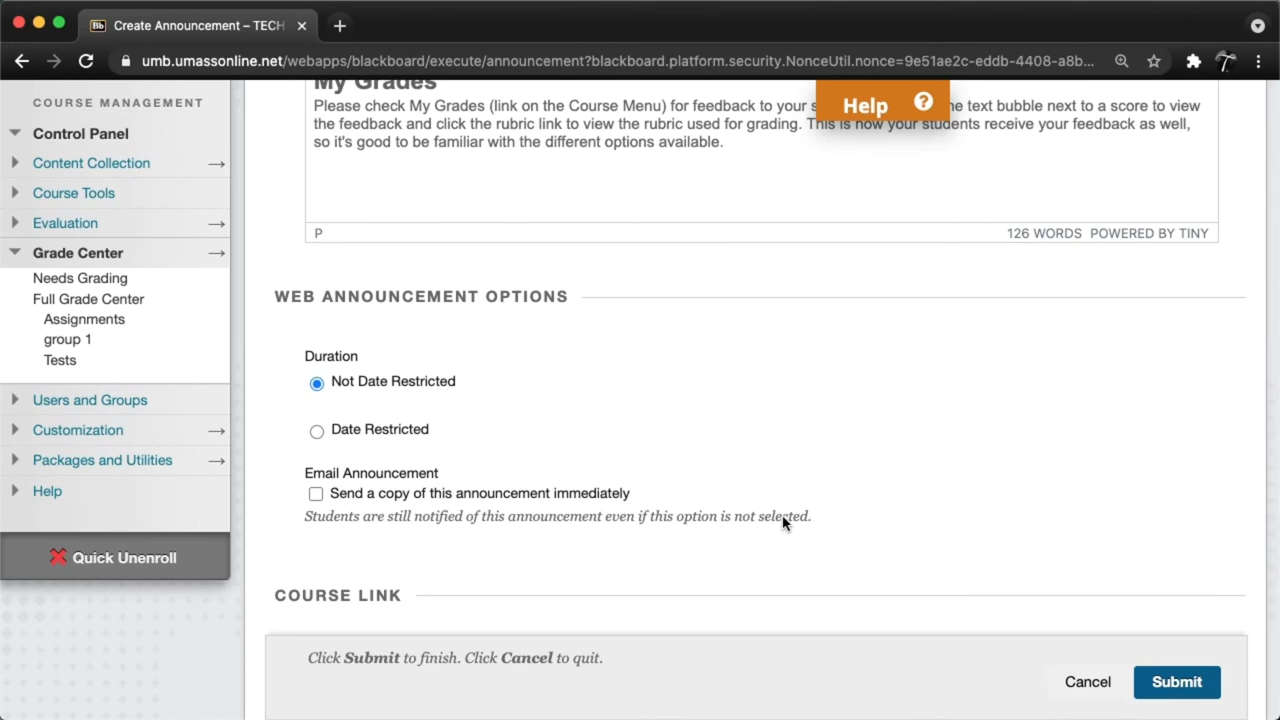 Bb Create Announcement – TECH
umb.umassonline.net/webapps/blackboard/execute/announcement?blackboard.platform.security.NonceUtil.nonce=9e51ae2c-eddb-4408-a8b...
COURSE MANAGEMENT
Control Panel
Content Collection
Course Tools
Evaluation
Grade Center
Needs Grading
Full Grade Center
Assignments
group 1
Tests
Users and Groups
Customization
Packages and Utilities
Help
Quick Unenroll
My Grades
Help ?
Please check My Grades (link on the Course Menu) for feedback to your s he text bubble next to a score to view
the feedback and click the rubric link to view the rubric used for grading. This is how your students receive your feedback as well,
so it's good to be familiar with the different options available.
P 126 WORDS POWERED BY TINY
WEB ANNOUNCEMENT OPTIONS
Duration
Not Date Restricted
Date Restricted
Email Announcement
Send a copy of this announcement immediately
Students are still notified of this announcement even if this option is not selected.
COURSE LINK
Click Submit to finish. Click Cancel to quit.
Cancel Submit